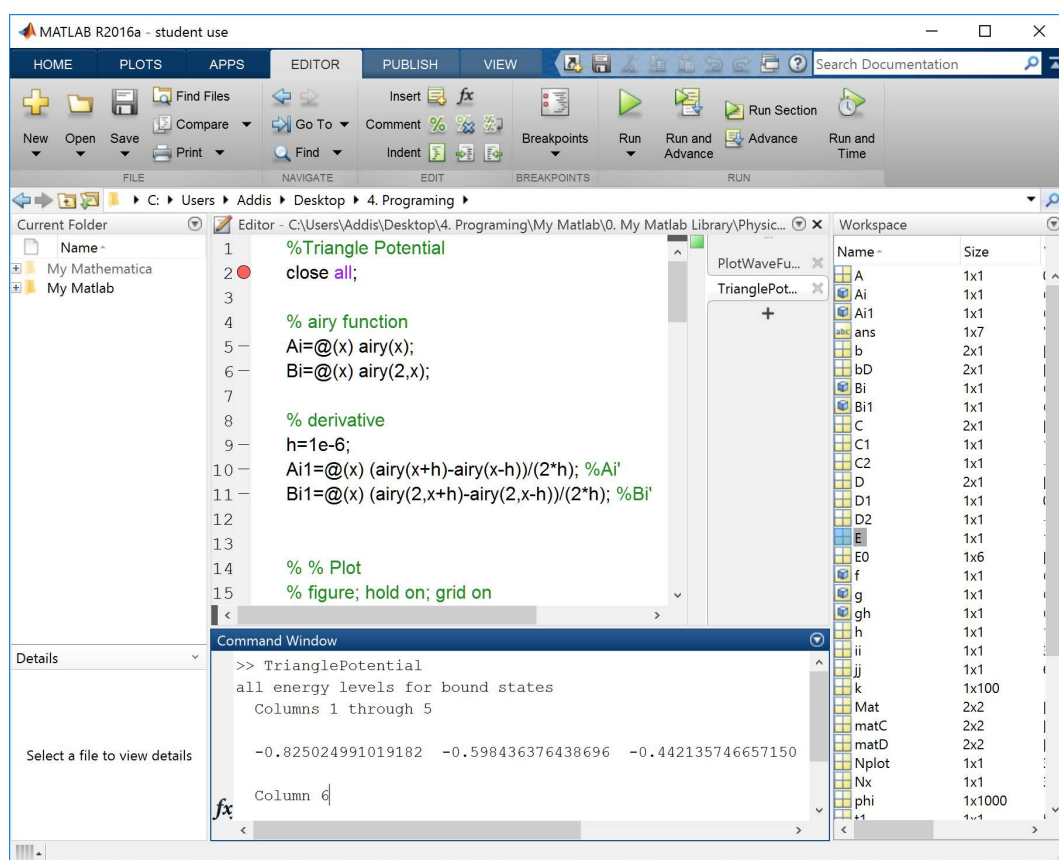 MATLAB R2016a - student use
HOME PLOTS APPS EDITOR PUBLISH VIEW Search Documentation
New Open Save Find Files Compare Print
Go To Find
Insert fx Comment Indent
Breakpoints
Run Run and Advance Run Section Advance Run and Time
FILE NAVIGATE EDIT BREAKPOINTS RUN
C: Users Addis Desktop 4. Programing
Current Folder
Name
My Mathematica
My Matlab
Details
Select a file to view details
Editor - C:\Users\Addis\Desktop\4. Programing\My Matlab\0. My Matlab Library\Physic...
PlotWaveFu...
TrianglePot...
1 %Triangle Potential
2 close all;
3
4 % airy function
5 Ai=@(x) airy(x);
6 Bi=@(x) airy(2,x);
7
8 % derivative
9 h=1e-6;
10 Ai1=@(x) (airy(x+h)-airy(x-h))/(2*h); %Ai'
11 Bi1=@(x) (airy(2,x+h)-airy(2,x-h))/(2*h); %Bi'
12
13
14 % % Plot
15 % figure; hold on; grid on
Command Window
>> TrianglePotential
all energy levels for bound states
Columns 1 through 5
-0.825024991019182 -0.598436376438696 -0.442135746657150
Column 6
fx
Workspace
Name Size
A 1x1
Ai 1x1
Ai1 1x1
abc ans 1x7
b 2x1
bD 2x1
Bi 1x1
Bi1 1x1
C 2x1
C1 1x1
C2 1x1
D 2x1
D1 1x1
D2 1x1
E 1x1
E0 1x6
f 1x1
g 1x1
gh 1x1
h 1x1
ii 1x1
jj 1x1
k 1x100
Mat 2x2
matC 2x2
matD 2x2
Nplot 1x1
Nx 1x1
phi 1x1000